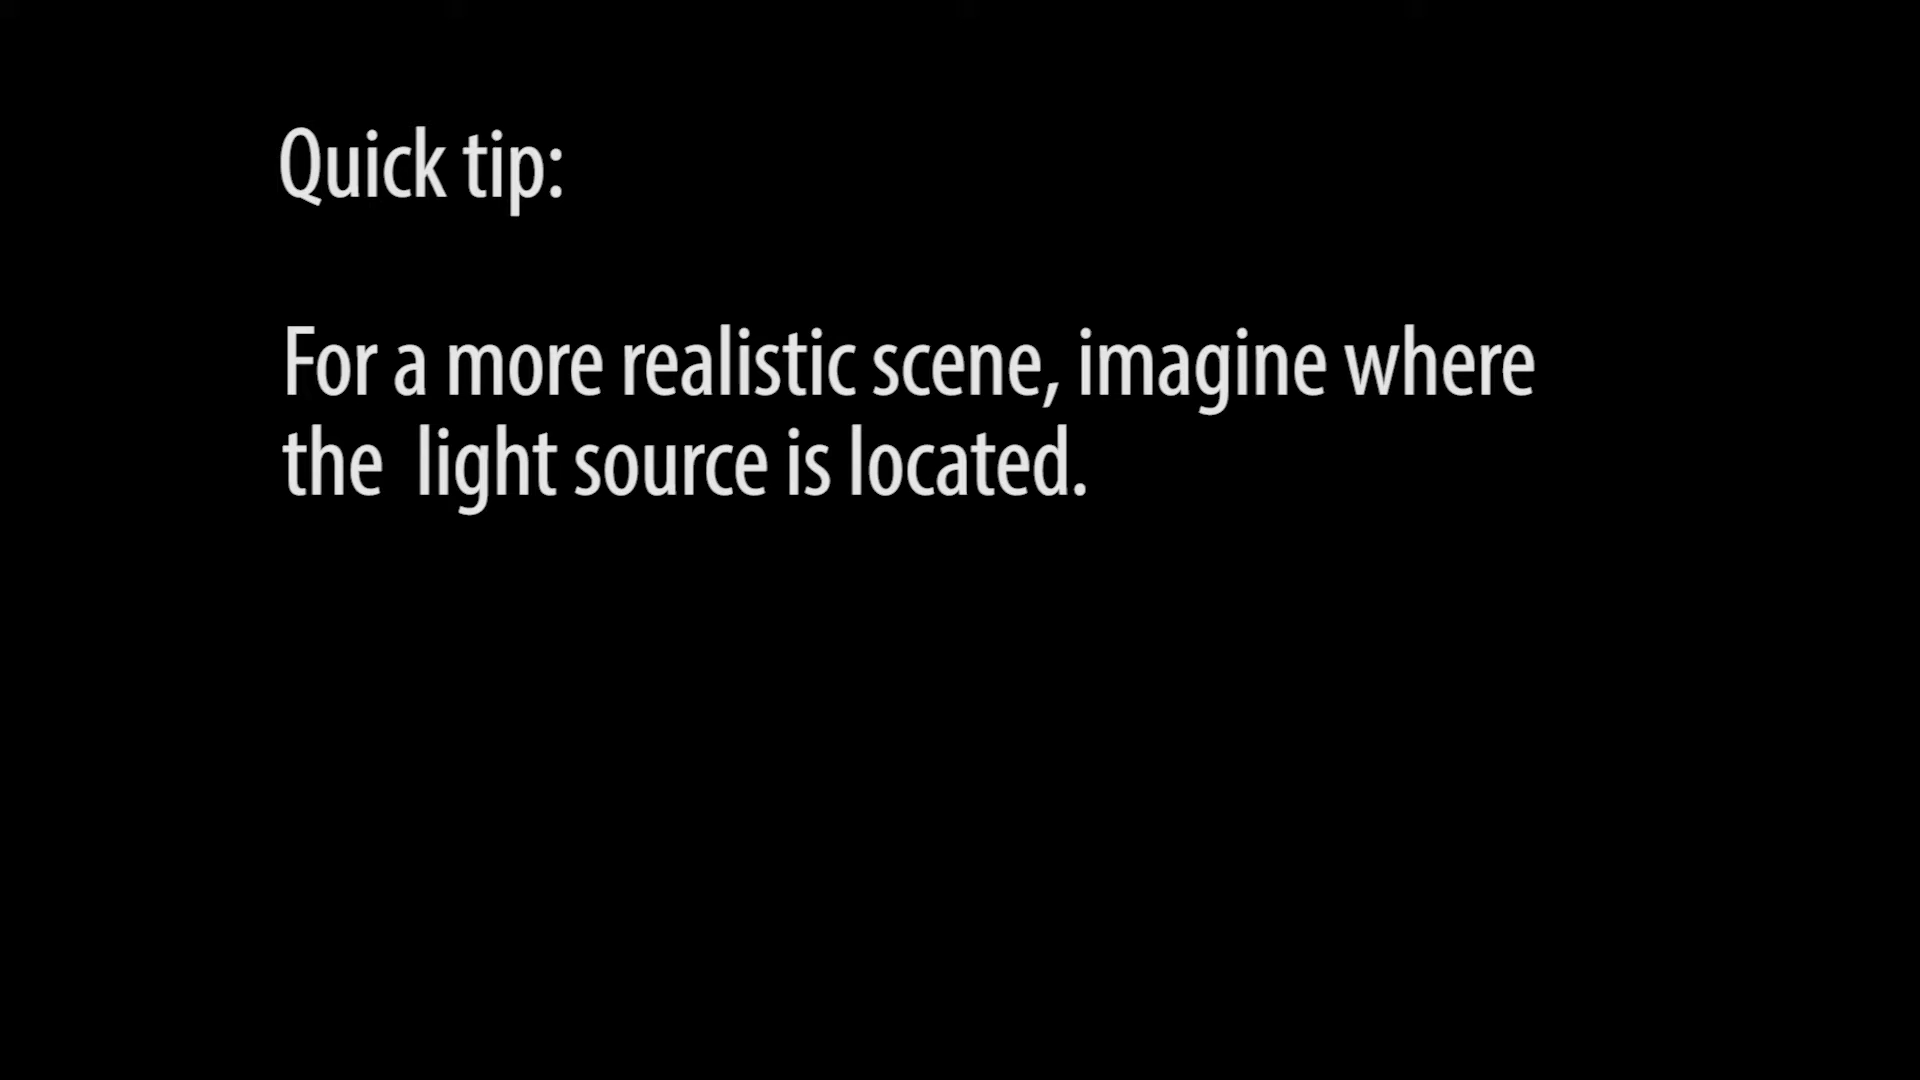 Quick tip:
For a more realistic scene, imagine where
the  light source is located.